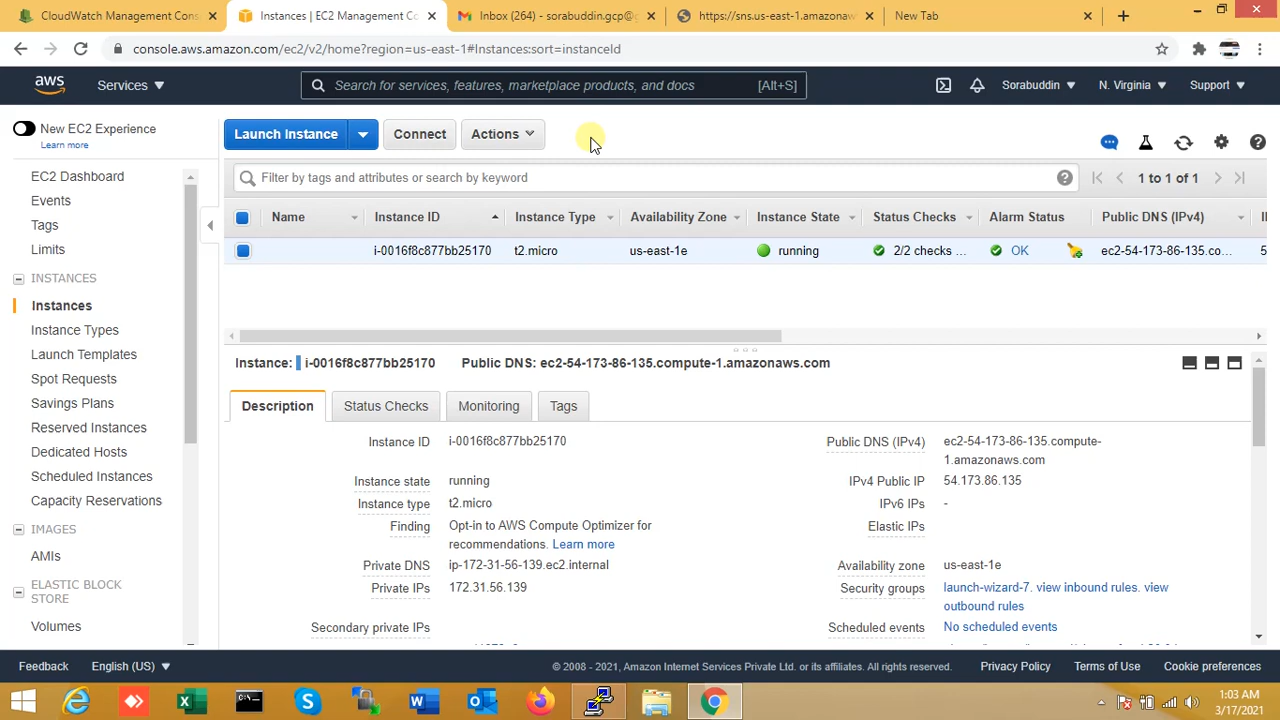 CloudWatch Management Cons
Instances | EC2 Management Co
Inbox (264) - sorabuddin.gcp@g
https://sns.us-east-1.amazonaw
New Tab
console.aws.amazon.com/ec2/v2/home?region=us-east-1#Instances:sort=instanceId
aws
Services
Search for services, features, marketplace products, and docs
[Alt+S]
Sorabuddin
N. Virginia
Support
New EC2 Experience
Learn more
EC2 Dashboard
Events
Tags
Limits
INSTANCES
Instances
Instance Types
Launch Templates
Spot Requests
Savings Plans
Reserved Instances
Dedicated Hosts
Scheduled Instances
Capacity Reservations
IMAGES
AMIs
ELASTIC BLOCK
STORE
Volumes
Launch Instance
Connect
Actions
Filter by tags and attributes or search by keyword
1 to 1 of 1
Name Instance ID Instance Type Availability Zone Instance State Status Checks Alarm Status Public DNS (IPv4)
i-0016f8c877bb25170 t2.micro us-east-1e running 2/2 checks ... OK ec2-54-173-86-135.co... 5
Instance: i-0016f8c877bb25170 Public DNS: ec2-54-173-86-135.compute-1.amazonaws.com
Description Status Checks Monitoring Tags
Instance ID i-0016f8c877bb25170
Instance state running
Instance type t2.micro
Finding Opt-in to AWS Compute Optimizer for
recommendations. Learn more
Private DNS ip-172-31-56-139.ec2.internal
Private IPs 172.31.56.139
Secondary private IPs
Public DNS (IPv4) ec2-54-173-86-135.compute-
1.amazonaws.com
IPv4 Public IP 54.173.86.135
IPv6 IPs -
Elastic IPs
Availability zone us-east-1e
Security groups launch-wizard-7. view inbound rules. view
outbound rules
Scheduled events No scheduled events
Feedback
English (US)
© 2008 - 2021, Amazon Internet Services Private Ltd. or its affiliates. All rights reserved.
Privacy Policy
Terms of Use
Cookie preferences
1:03 AM
3/17/2021